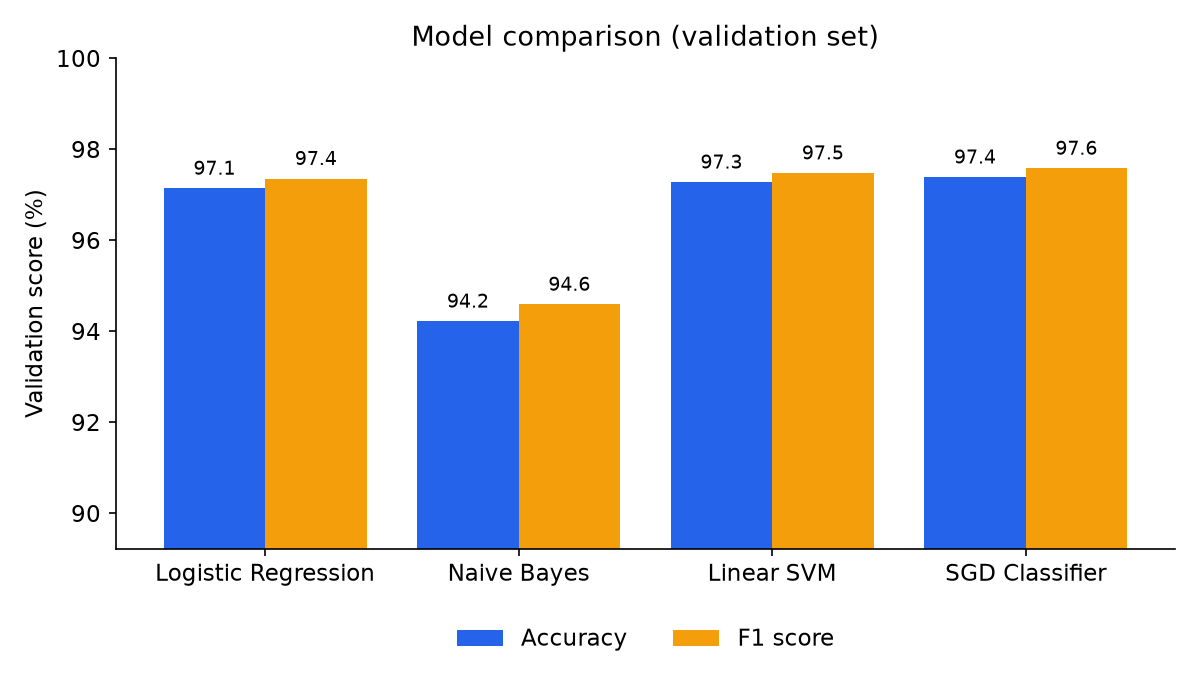 Model comparison (validation set)
Validation score (%)
100
98
96
94
92
90
97.1
97.4
94.2
94.6
97.3
97.5
97.4
97.6
Logistic Regression
Naive Bayes
Linear SVM
SGD Classifier
Accuracy
F1 score